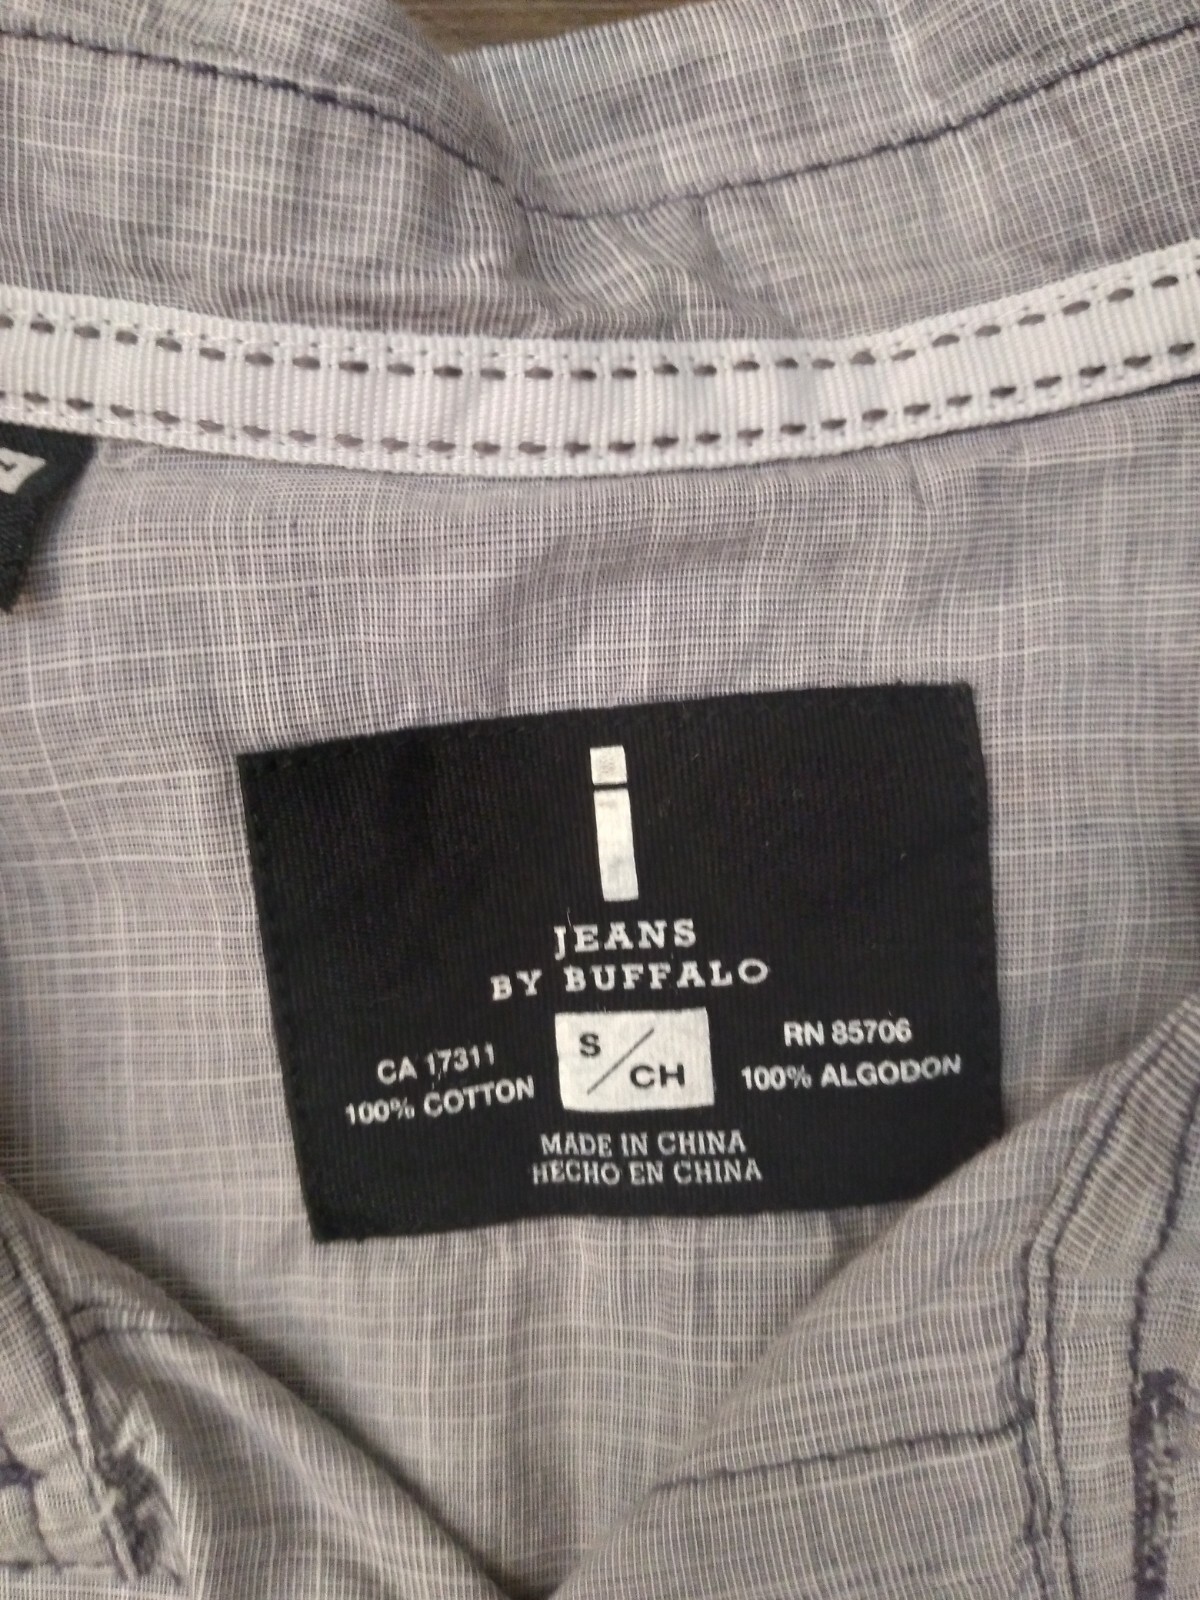 i
JEANS
BY BUFFALO
CA 17311
100% COTTON
S/CH
RN 85706
100% ALGODON
MADE IN CHINA
HECHO EN CHINA